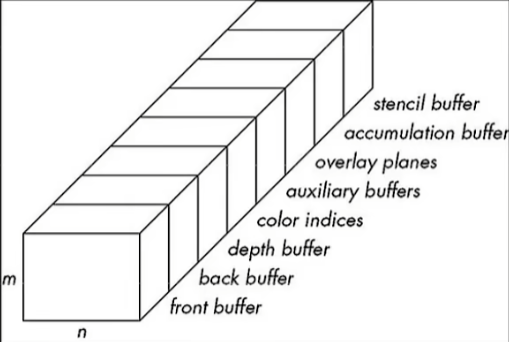 stencil buffer
accumulation buffer
overlay planes
auxiliary buffers
color indices
depth buffer
back buffer
m
front buffer
n